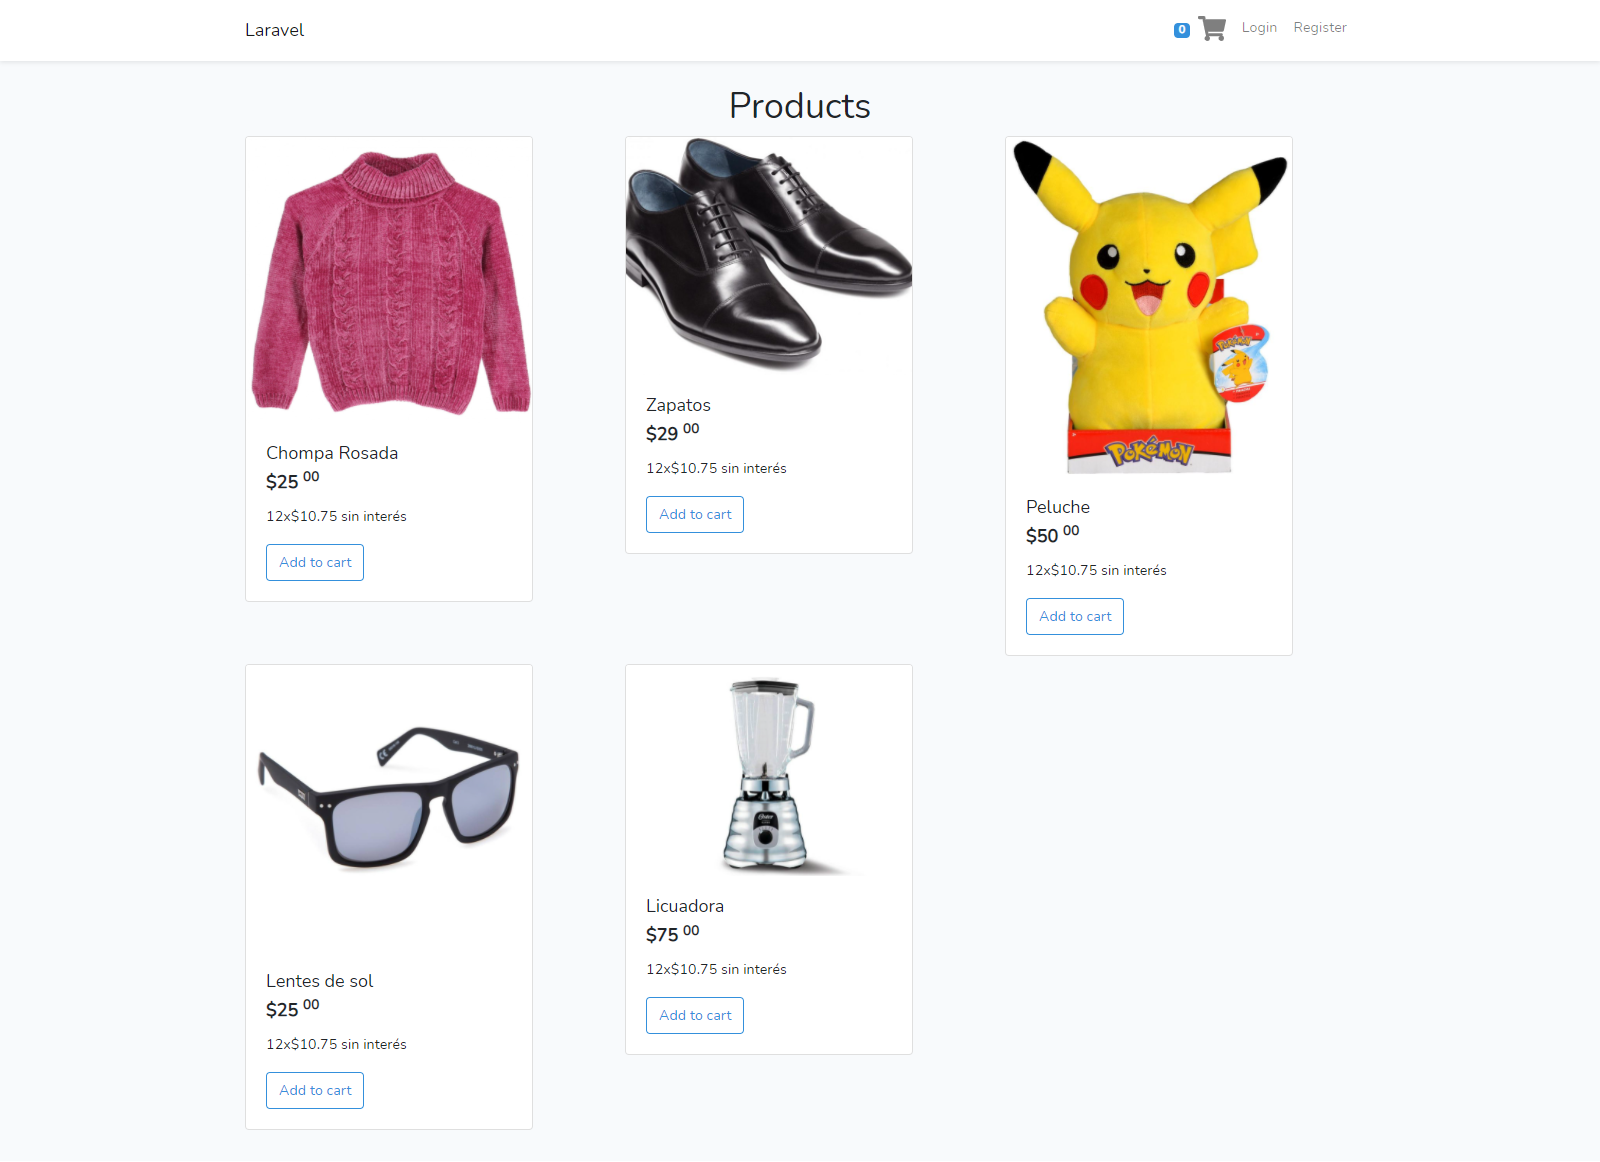 Laravel
0
Login
Register
Products
Chompa Rosada
$25 00
12x$10.75 sin interés
Add to cart
Zapatos
$29 00
12x$10.75 sin interés
Add to cart
POKéMON
POKéMON
Peluche
$50 00
12x$10.75 sin interés
Add to cart
Lentes de sol
$25 00
12x$10.75 sin interés
Add to cart
Oster
Licuadora
$75 00
12x$10.75 sin interés
Add to cart